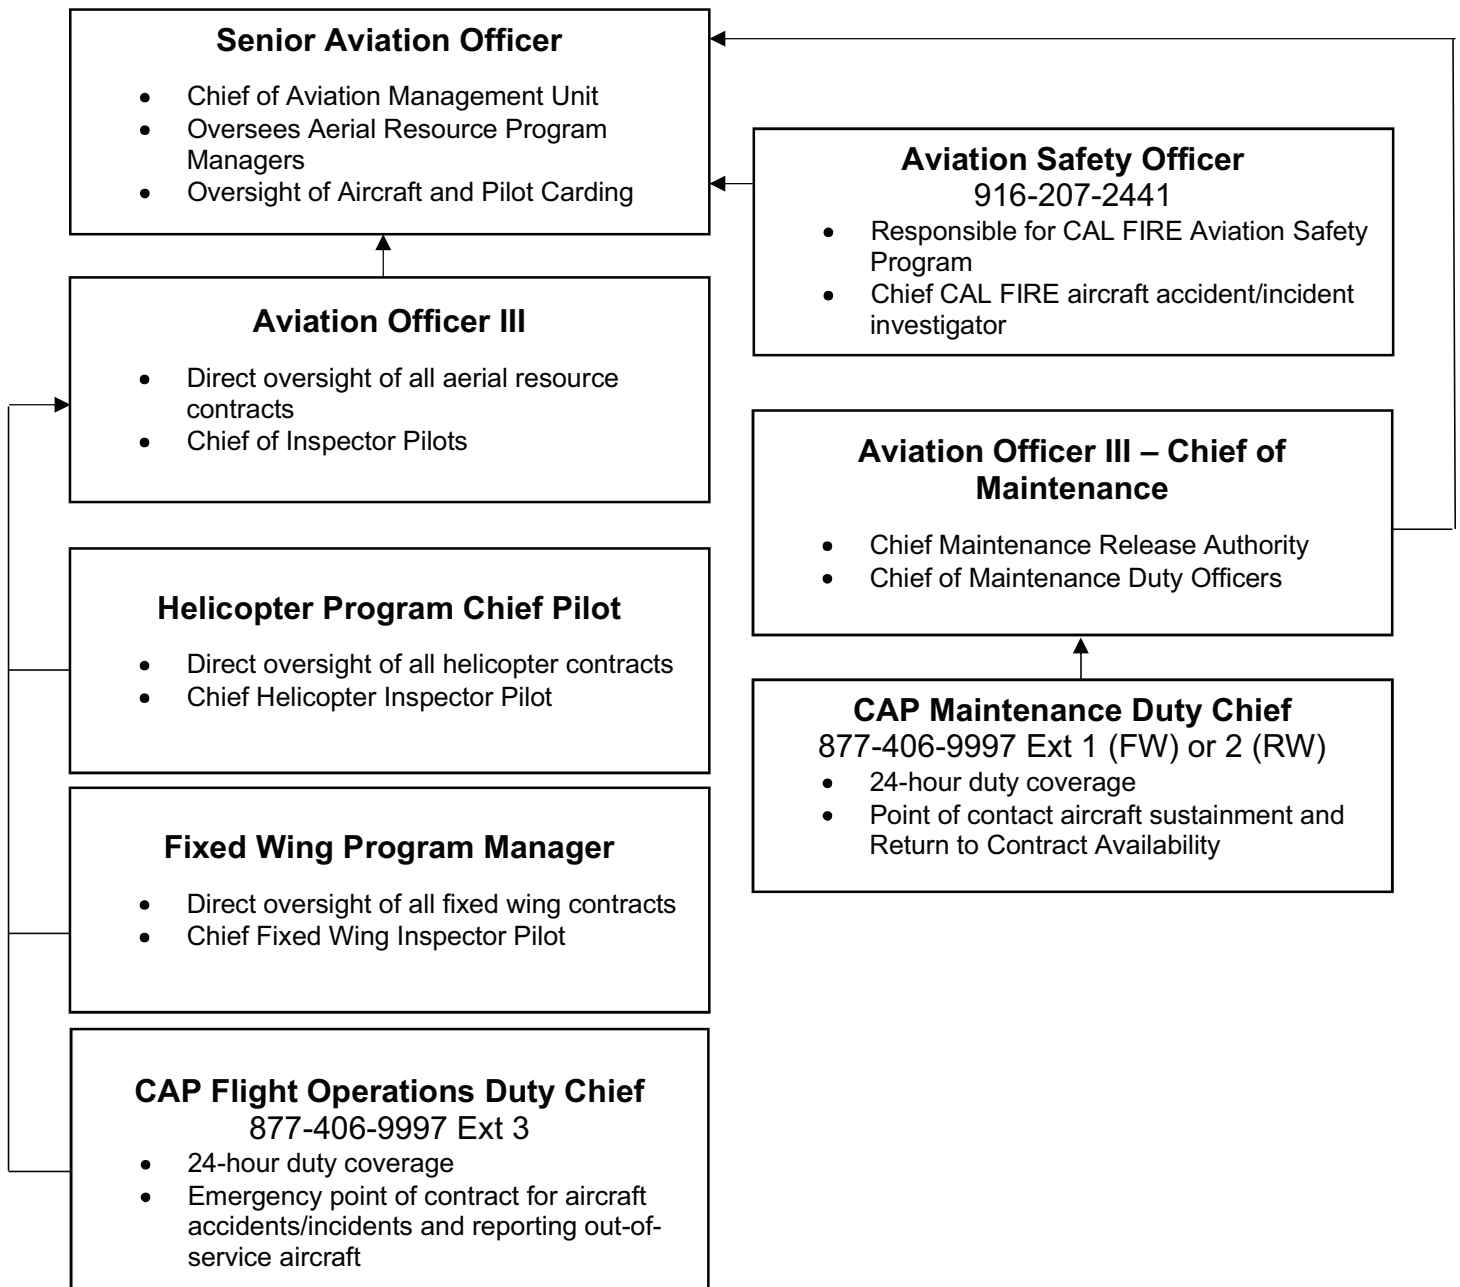 Senior Aviation Officer
• Chief of Aviation Management Unit
• Oversees Aerial Resource Program
Managers
• Oversight of Aircraft and Pilot Carding
Aviation Safety Officer
916-207-2441
• Responsible for CAL FIRE Aviation Safety
Program
• Chief CAL FIRE aircraft accident/incident
investigator
Aviation Officer III
• Direct oversight of all aerial resource
contracts
• Chief of Inspector Pilots
Aviation Officer III – Chief of
Maintenance
• Chief Maintenance Release Authority
• Chief of Maintenance Duty Officers
Helicopter Program Chief Pilot
• Direct oversight of all helicopter contracts
• Chief Helicopter Inspector Pilot
CAP Maintenance Duty Chief
877-406-9997 Ext 1 (FW) or 2 (RW)
• 24-hour duty coverage
• Point of contact aircraft sustainment and
Return to Contract Availability
Fixed Wing Program Manager
• Direct oversight of all fixed wing contracts
• Chief Fixed Wing Inspector Pilot
CAP Flight Operations Duty Chief
877-406-9997 Ext 3
• 24-hour duty coverage
• Emergency point of contract for aircraft
accidents/incidents and reporting out-of-
service aircraft